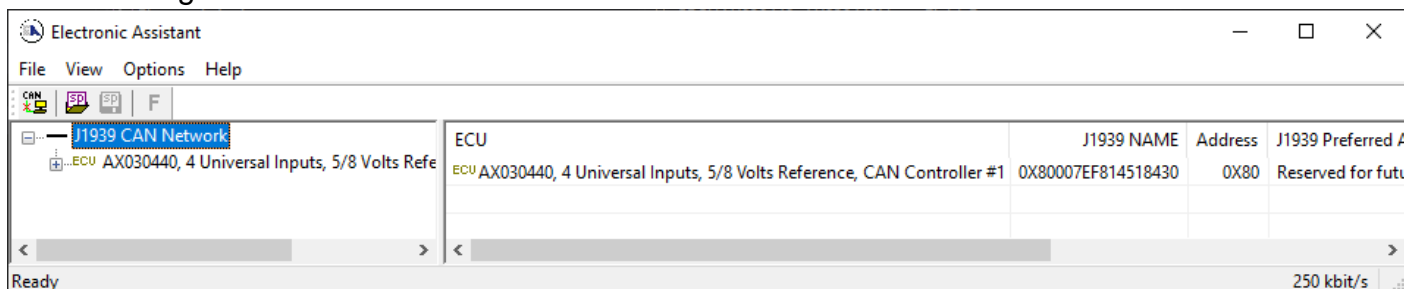 Electronic Assistant
File View Options Help
CAN SP SP F
J1939 CAN Network
ECU AX030440, 4 Universal Inputs, 5/8 Volts Refe
ECU J1939 NAME Address J1939 Preferred A
ECU AX030440, 4 Universal Inputs, 5/8 Volts Reference, CAN Controller #1 0X80007EF814518430 0X80 Reserved for futu
Ready 250 kbit/s